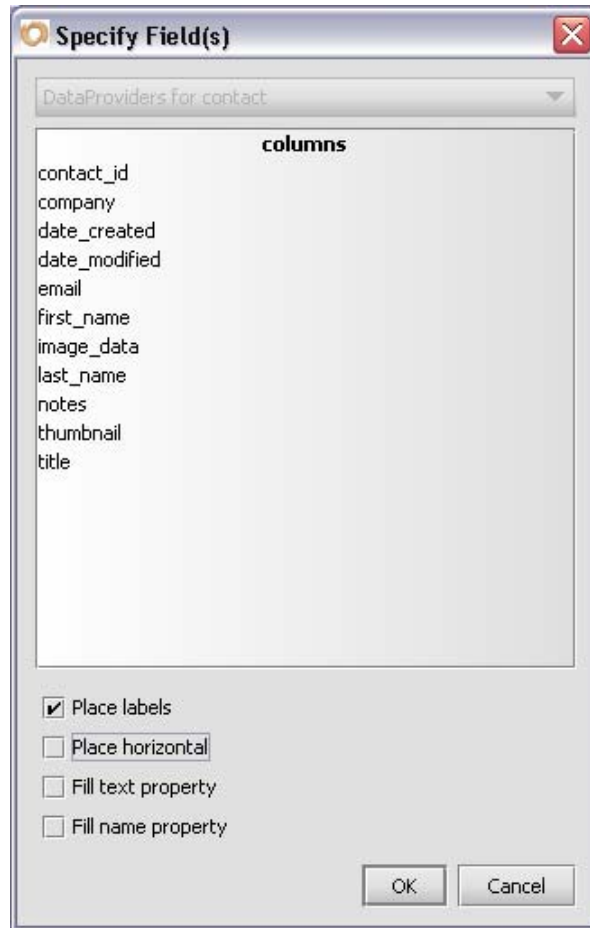 Specify Field(s)
DataProviders for contact
columns
contact_id
company
date_created
date_modified
email
first_name
image_data
last_name
notes
thumbnail
title
Place labels
Place horizontal
Fill text property
Fill name property
OK Cancel